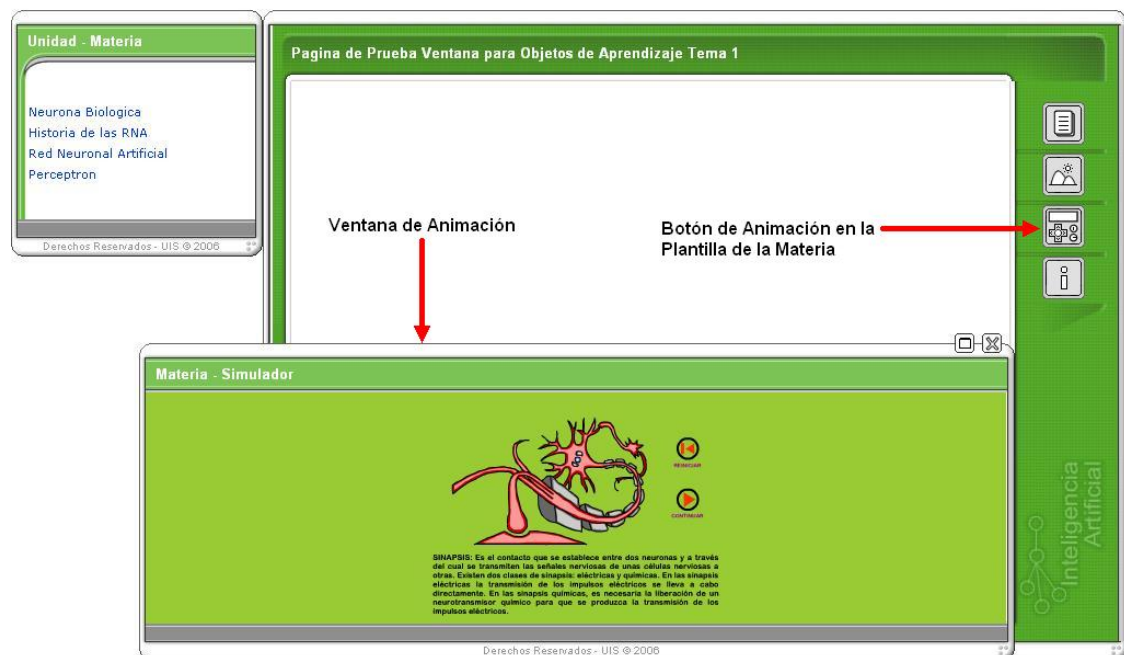 Unidad - Materia
Neurona Biologica
Historia de las RNA
Red Neuronal Artificial
Perceptron
Derechos Reservados - UIS @ 2006
Pagina de Prueba Ventana para Objetos de Aprendizaje Tema 1
Ventana de Animación
Botón de Animación en la
Plantilla de la Materia
Materia - Simulador
REINICIAR
CONTINUAR
SINAPSIS: Es el contacto que se establece entre dos neuronas y a través
del cual se transmiten las señales nerviosas de unas células nerviosas a
otras. Existen dos clases de sinapsis: eléctricas y químicas. En las sinapsis
eléctricas la transmisión de los impulsos eléctricos se lleva a cabo
directamente. En las sinapsis químicas, es necesaria la liberación de un
neurotransmisor químico para que se produzca la transmisión de los
impulsos eléctricos.
Derechos Reservados - UIS @ 2006
Inteligencia
Artificial